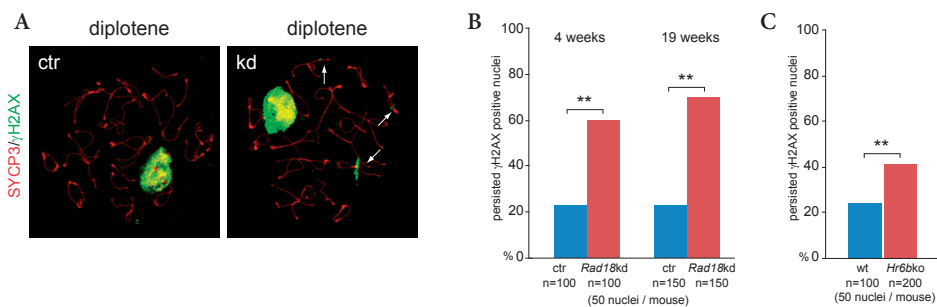 A
diplotene
diplotene
ctr
kd
SYCP3/γH2AX
B
4 weeks
19 weeks
persisted γH2AX positive nuclei
100
80
60
40
20
% 0
**
**
ctr
Rad18kd
ctr
Rad18kd
n=100
n=100
n=150
n=150
(50 nuclei / mouse)
C
persisted γH2AX positive nuclei
100
80
60
40
20
% 0
**
wt
Hr6bko
n=100
n=200
(50 nuclei / mouse)